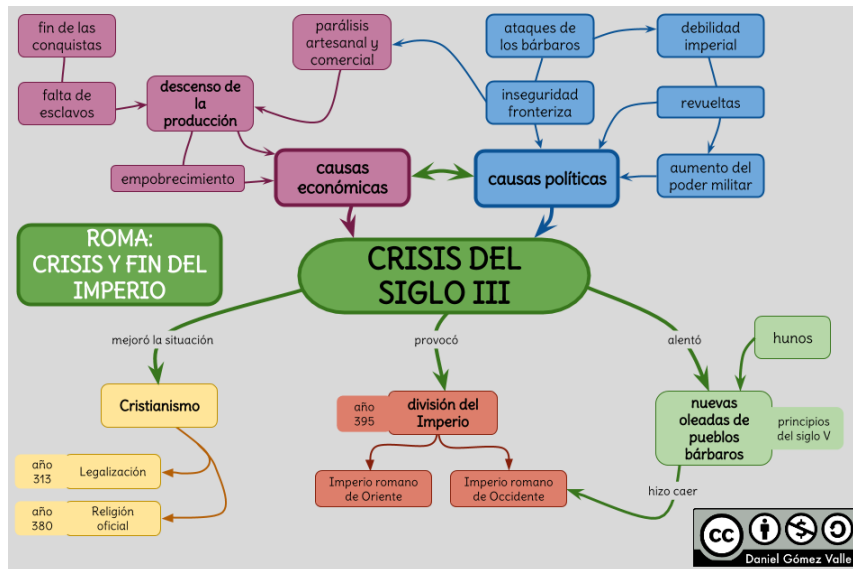 fin de las
conquistas
parálisis
artesanal y
comercial
ataques de
los bárbaros
debilidad
imperial
falta de
esclavos
descenso de
la
producción
inseguridad
fronteriza
revueltas
empobrecimiento
causas
económicas
causas políticas
aumento del
poder militar
ROMA:
CRISIS Y FIN DEL
IMPERIO
CRISIS DEL
SIGLO III
mejoró la situación
provocó
alentó
hunos
Cristianismo
año
395
división del
Imperio
nuevas
oleadas de
pueblos
bárbaros
principios
del siglo V
año
313
Legalización
Imperio romano
de Oriente
Imperio romano
de Occidente
hizo caer
año
380
Religión
oficial
cc
Daniel Gómez Valle